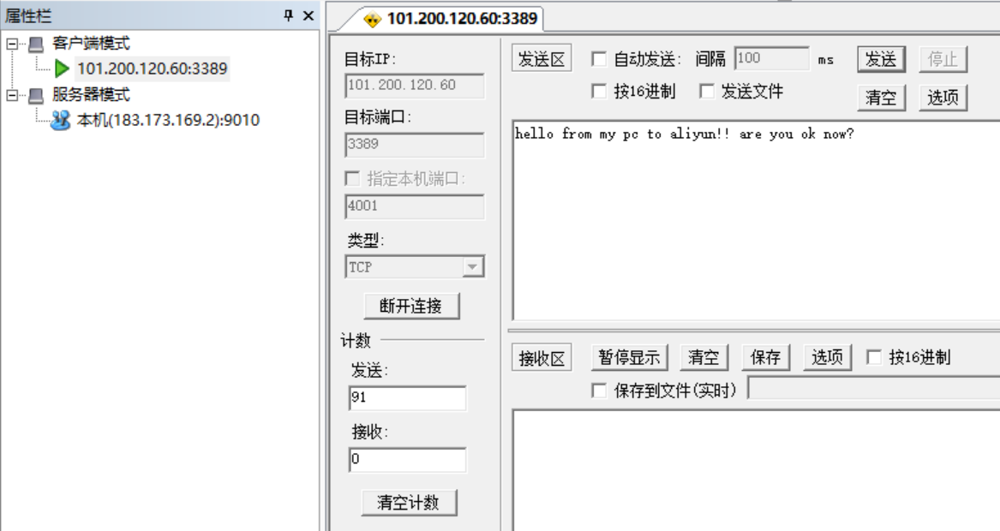 属性栏
客户端模式
101.200.120.60:3389
服务器模式
本机(183.173.169.2):9010
101.200.120.60:3389
目标IP:
101.200.120.60
目标端口:
3389
指定本机端口:
4001
类型:
TCP
断开连接
计数
发送:
91
接收:
0
清空计数
发送区 自动发送: 间隔 100 ms 发送 停止
按16进制 发送文件 清空 选项
hello from my pc to aliyun!! are you ok now?
接收区 暂停显示 清空 保存 选项 按16进制
保存到文件(实时)